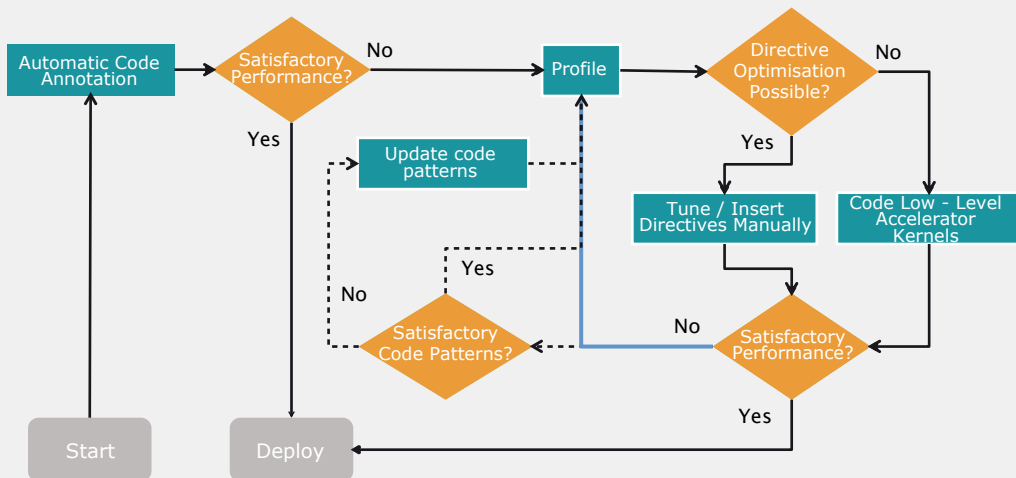 Automatic Code
Annotation
Satisfactory
Performance?
No
Yes
Profile
Directive
Optimisation
Possible?
No
Yes
Update code
patterns
Tune / Insert
Directives Manually
Code Low - Level
Accelerator
Kernels
Yes
No
Satisfactory
Code Patterns?
No
Satisfactory
Performance?
Yes
Start
Deploy